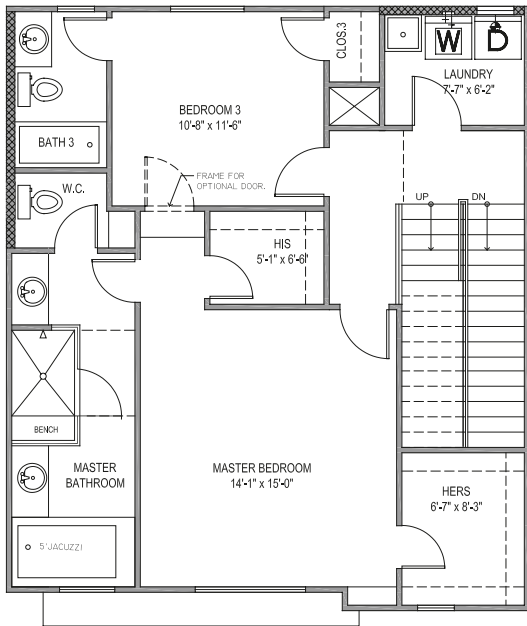 CLOS.3
W
D
LAUNDRY
7'-7" x 6'-2"
BEDROOM 3
10'-8" x 11'-6"
BATH 3
FRAME FOR
OPTIONAL DOOR.
W.C.
UP
DN
HIS
5'-1" x 6'-6"
BENCH
MASTER
BATHROOM
MASTER BEDROOM
14'-1" x 15'-0"
HERS
6'-7" x 8'-3"
5'JACUZZI